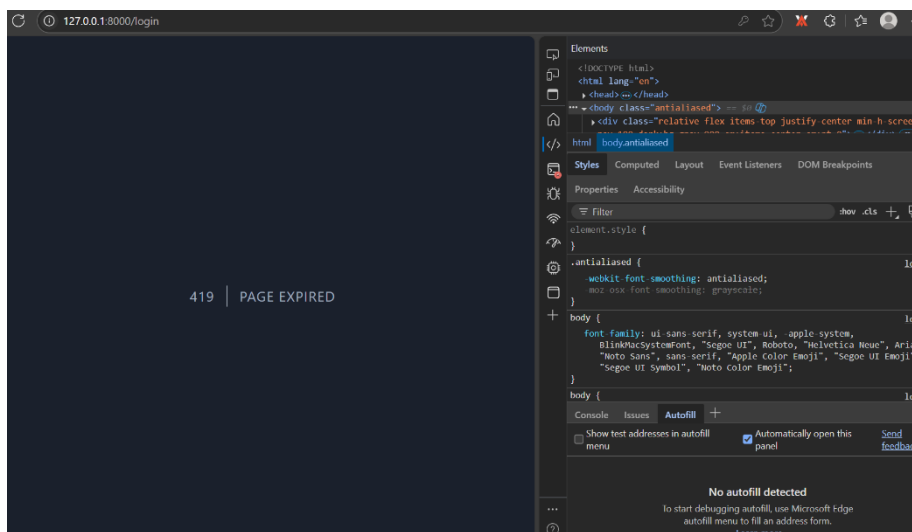 127.0.0.1:8000/login
419 PAGE EXPIRED
Elements
<!DOCTYPE html>
<html lang="en">
<head> </head>
<body class="antialiased"> == $0
<div class="relative flex items-top justify-center min-h-scree
html body.antialiased
Styles Computed Layout Event Listeners DOM Breakpoints
Properties Accessibility
Filter :hov .cls
element.style {
}
.antialiased {
-webkit-font-smoothing: antialiased;
moz-osx-font-smoothing: grayscale;
}
body {
font-family: ui-sans-serif, system-ui, -apple-system,
BlinkMacSystemFont, "Segoe UI", Roboto, "Helvetica Neue", Aria
"Noto Sans", sans-serif, "Apple Color Emoji", "Segoe UI Emoji"
"Segoe UI Symbol", "Noto Color Emoji";
}
body {
Console Issues Autofill
Show test addresses in autofill menu
Automatically open this panel
Send feedbac
No autofill detected
To start debugging autofill, use Microsoft Edge
autofill menu to fill an address form.